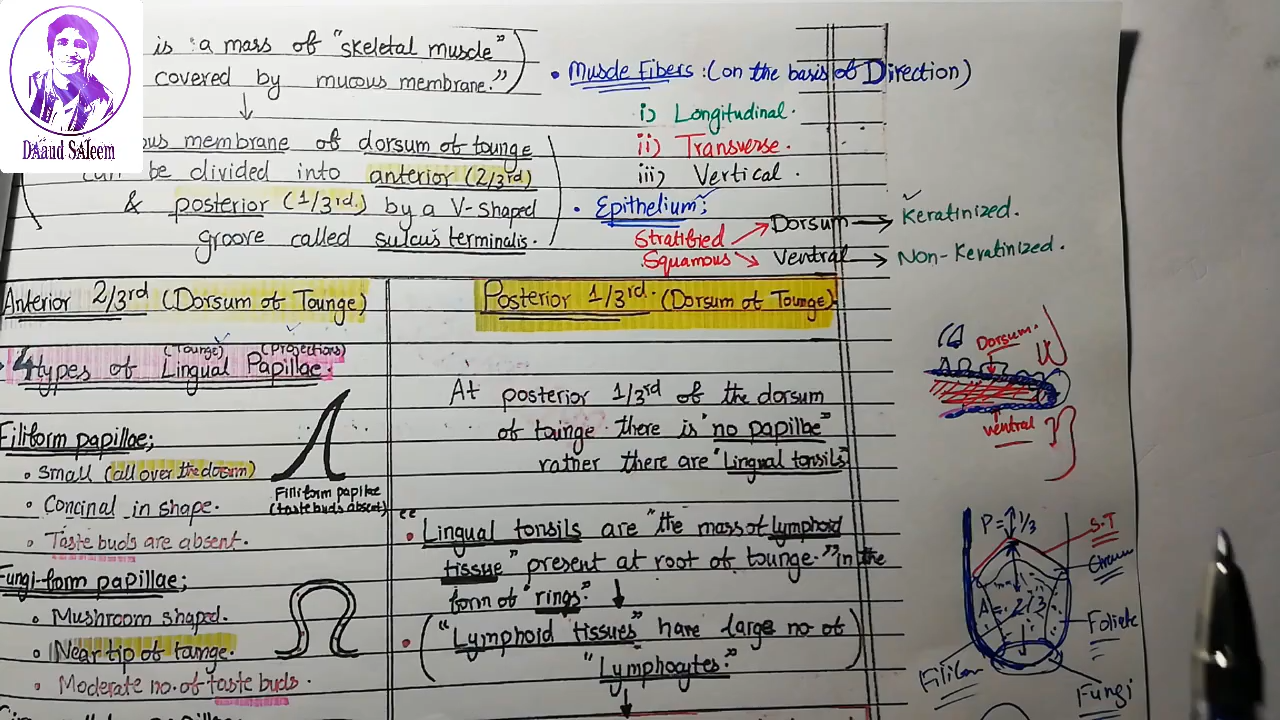 DAaud SAleem
is a mass of "skeletal muscle"
covered by mucous membrane."
ous membrane of dorsum of tounge
can be divided into anterior (2/3rd)
& posterior (1/3rd.) by a V-shaped
groove called sulcus terminalis.
• Muscle Fibers: (on the basis of Direction)
i) Longitudinal.
ii) Transverse.
iii) Vertical.
• Epithelium;
Stratified Squamous
Dorsum → Keratinized.
Ventral → Non-Keratinized.
Anterior 2/3rd (Dorsum of Tounge)
4 types of Lingual Papillae.
(Tounge) (Projections)
Filiform papillae;
• Small (all over the dorsum)
• Concinal in shape.
• Taste buds are absent.
Filiform papillae
(taste buds absent)
Fungi-form papillae;
• Mushroom shaped.
• Near tip of tounge.
• Moderate no. of taste buds.
Posterior 1/3rd. (Dorsum of Tounge)
At posterior 1/3rd of the dorsum
of tounge there is "no papillae"
rather there are "Lingual tonsils"
• "Lingual tonsils are "the mass of lymphoid
tissue" present at root of tounge." in the
form of "rings."
• ("Lymphoid tissues" have large no of
"Lymphocytes.")
Dorsum.
ventral
P = 1/3
S.T
A = 2/3
Foliate
Fungi